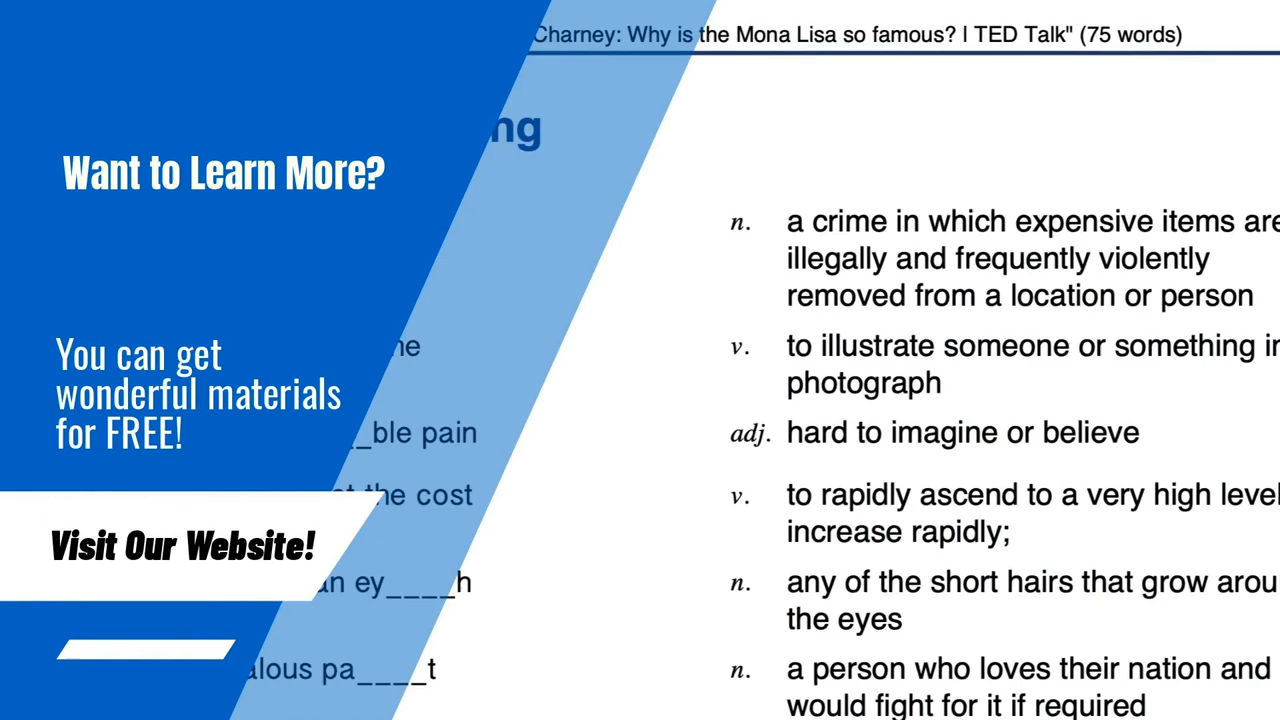 Charney: Why is the Mona Lisa so famous? | TED Talk" (75 words)
ng
Want to Learn More?
You can get
wonderful materials
for FREE!
Visit Our Website!
ne
_ble pain
at the cost
an ey____h
alous pa____t
n. a crime in which expensive items are
illegally and frequently violently
removed from a location or person
v. to illustrate someone or something in
photograph
adj. hard to imagine or believe
v. to rapidly ascend to a very high level
increase rapidly;
n. any of the short hairs that grow arou
the eyes
n. a person who loves their nation and
would fight for it if required